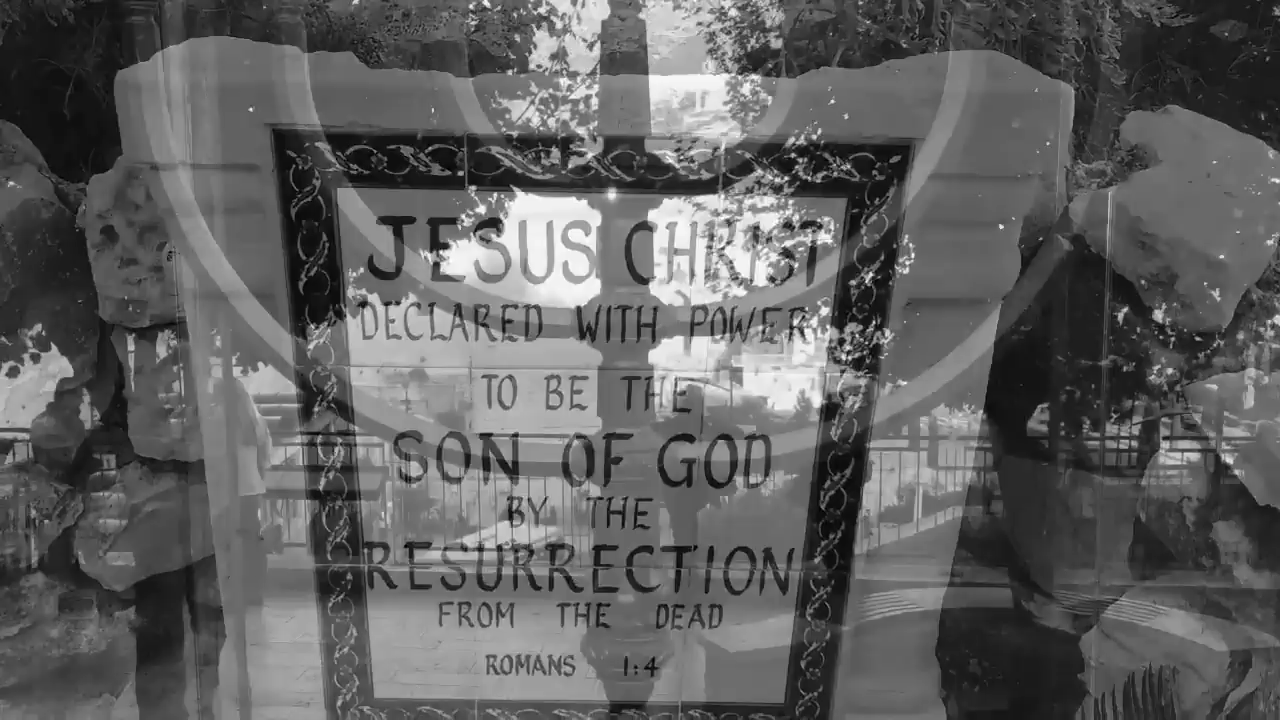 JESUS CHRIST
DECLARED WITH POWER
TO BE THE
SON OF GOD
BY THE
RESURRECTION
FROM THE DEAD
ROMANS 1:4